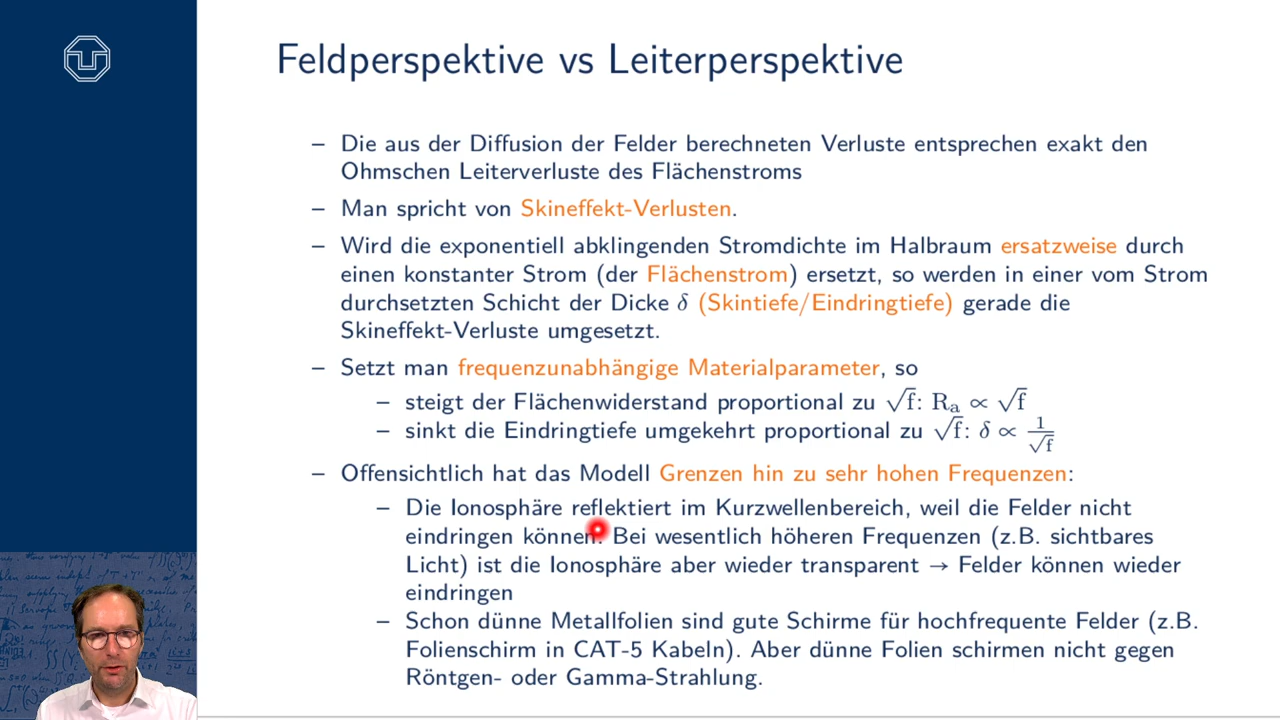 Feldperspektive vs Leiterperspektive
– Die aus der Diffusion der Felder berechneten Verluste entsprechen exakt den
Ohmschen Leiterverluste des Flächenstroms
– Man spricht von Skineffekt-Verlusten.
– Wird die exponentiell abklingenden Stromdichte im Halbraum ersatzweise durch
einen konstanter Strom (der Flächenstrom) ersetzt, so werden in einer vom Strom
durchsetzten Schicht der Dicke δ (Skintiefe/Eindringtiefe) gerade die
Skineffekt-Verluste umgesetzt.
– Setzt man frequenzunabhängige Materialparameter, so
– steigt der Flächenwiderstand proportional zu √f: Rₐ ∝ √f
– sinkt die Eindringtiefe umgekehrt proportional zu √f: δ ∝ 1/√f
– Offensichtlich hat das Modell Grenzen hin zu sehr hohen Frequenzen:
– Die Ionosphäre reflektiert im Kurzwellenbereich, weil die Felder nicht
eindringen können. Bei wesentlich höheren Frequenzen (z.B. sichtbares
Licht) ist die Ionosphäre aber wieder transparent → Felder können wieder
eindringen
– Schon dünne Metallfolien sind gute Schirme für hochfrequente Felder (z.B.
Folienschirm in CAT-5 Kabeln). Aber dünne Folien schirmen nicht gegen
Röntgen- oder Gamma-Strahlung.